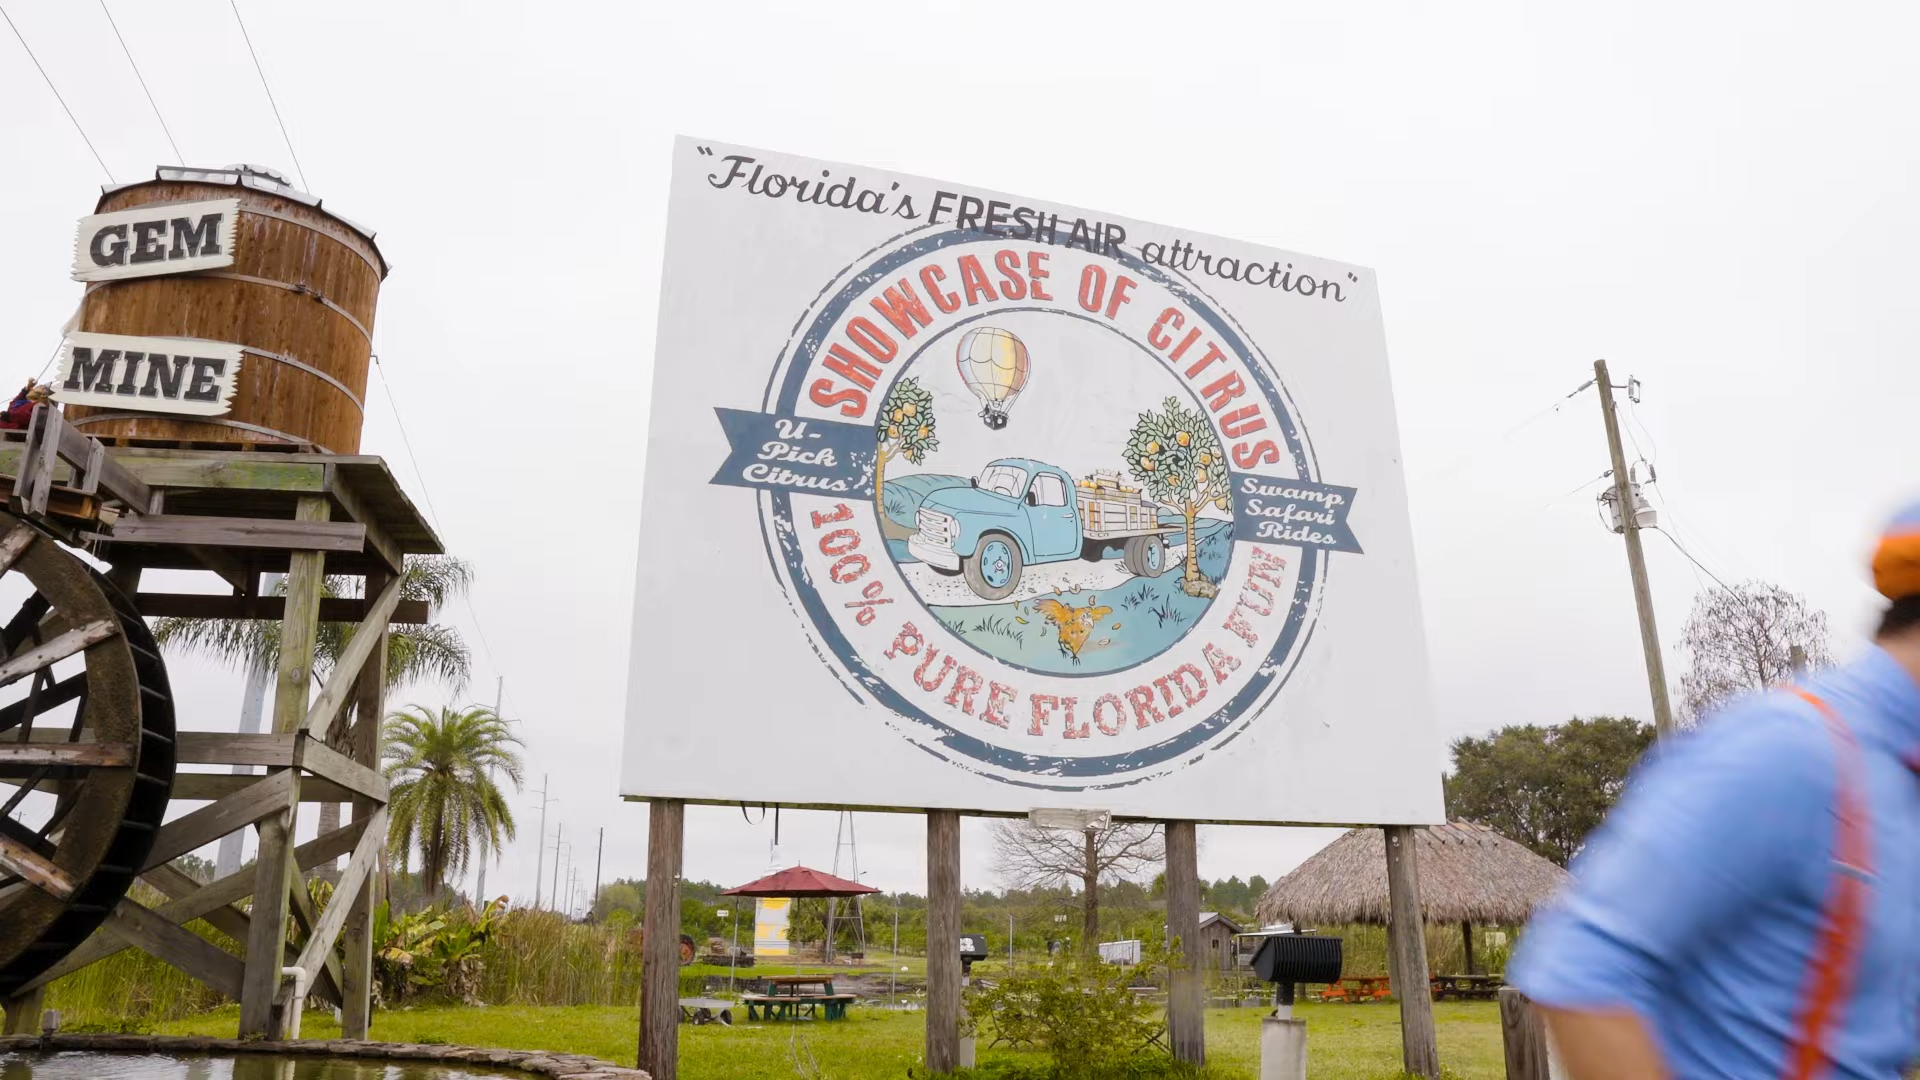 GEM
MINE
"Florida's FRESH AIR attraction"
SHOWCASE OF CITRUS
U-
Pick
Citrus!
Swamp
Safari
Rides
100% PURE FLORIDA FUN